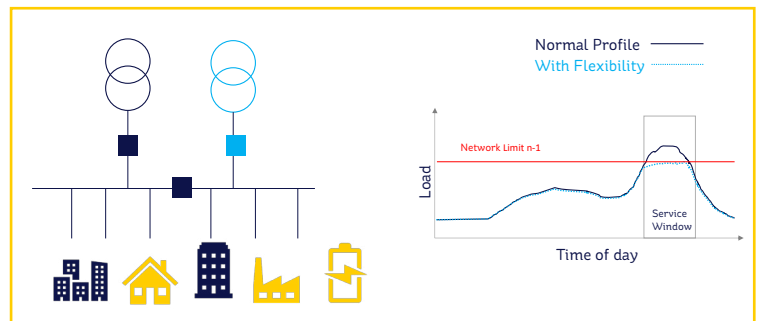 Normal Profile
With Flexibility
Network Limit n-1
Load
Service
Window
Time of day